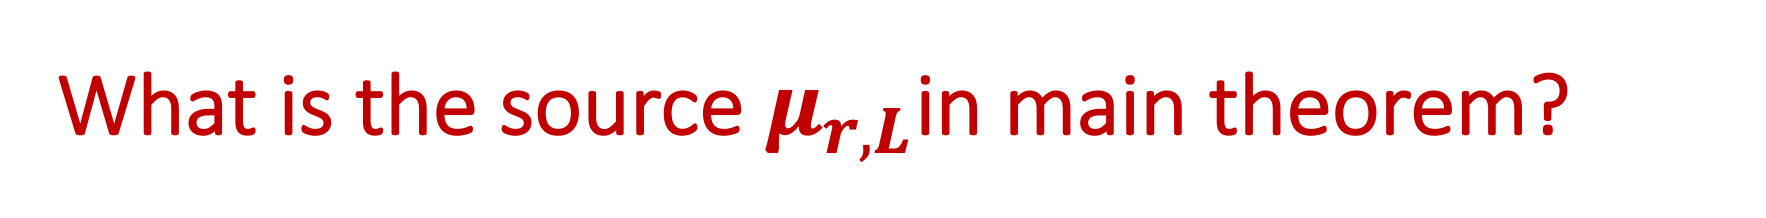 What is the source μ_{r,L} in main theorem?